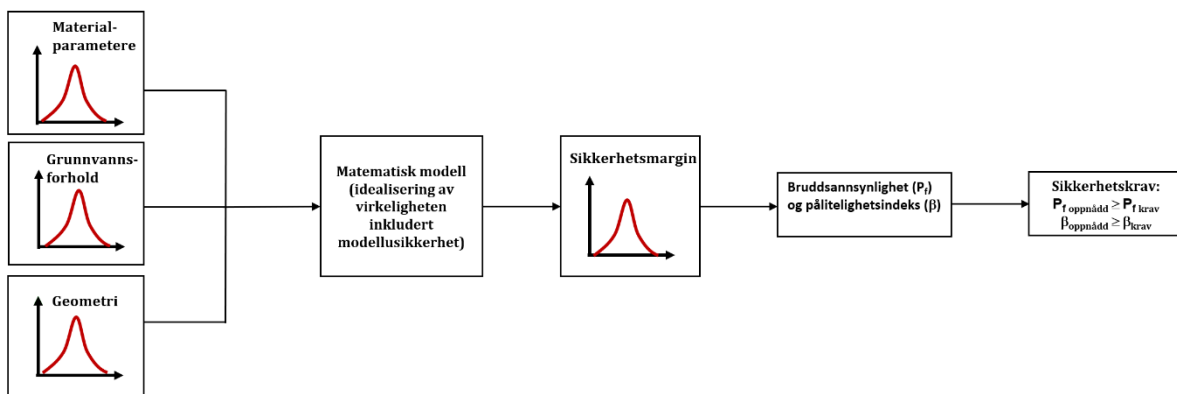 Material-
parametere
Grunnvanns-
forhold
Geometri
Matematisk modell
(idealisering av
virkeligheten
inkludert
modellusikkerhet)
Sikkerhetsmargin
Bruddsannsynlighet (Pf)
og pålitelighetsindeks (β)
Sikkerhetskrav:
Pf oppnådd ≥ Pf krav
βoppnådd ≥ βkrav